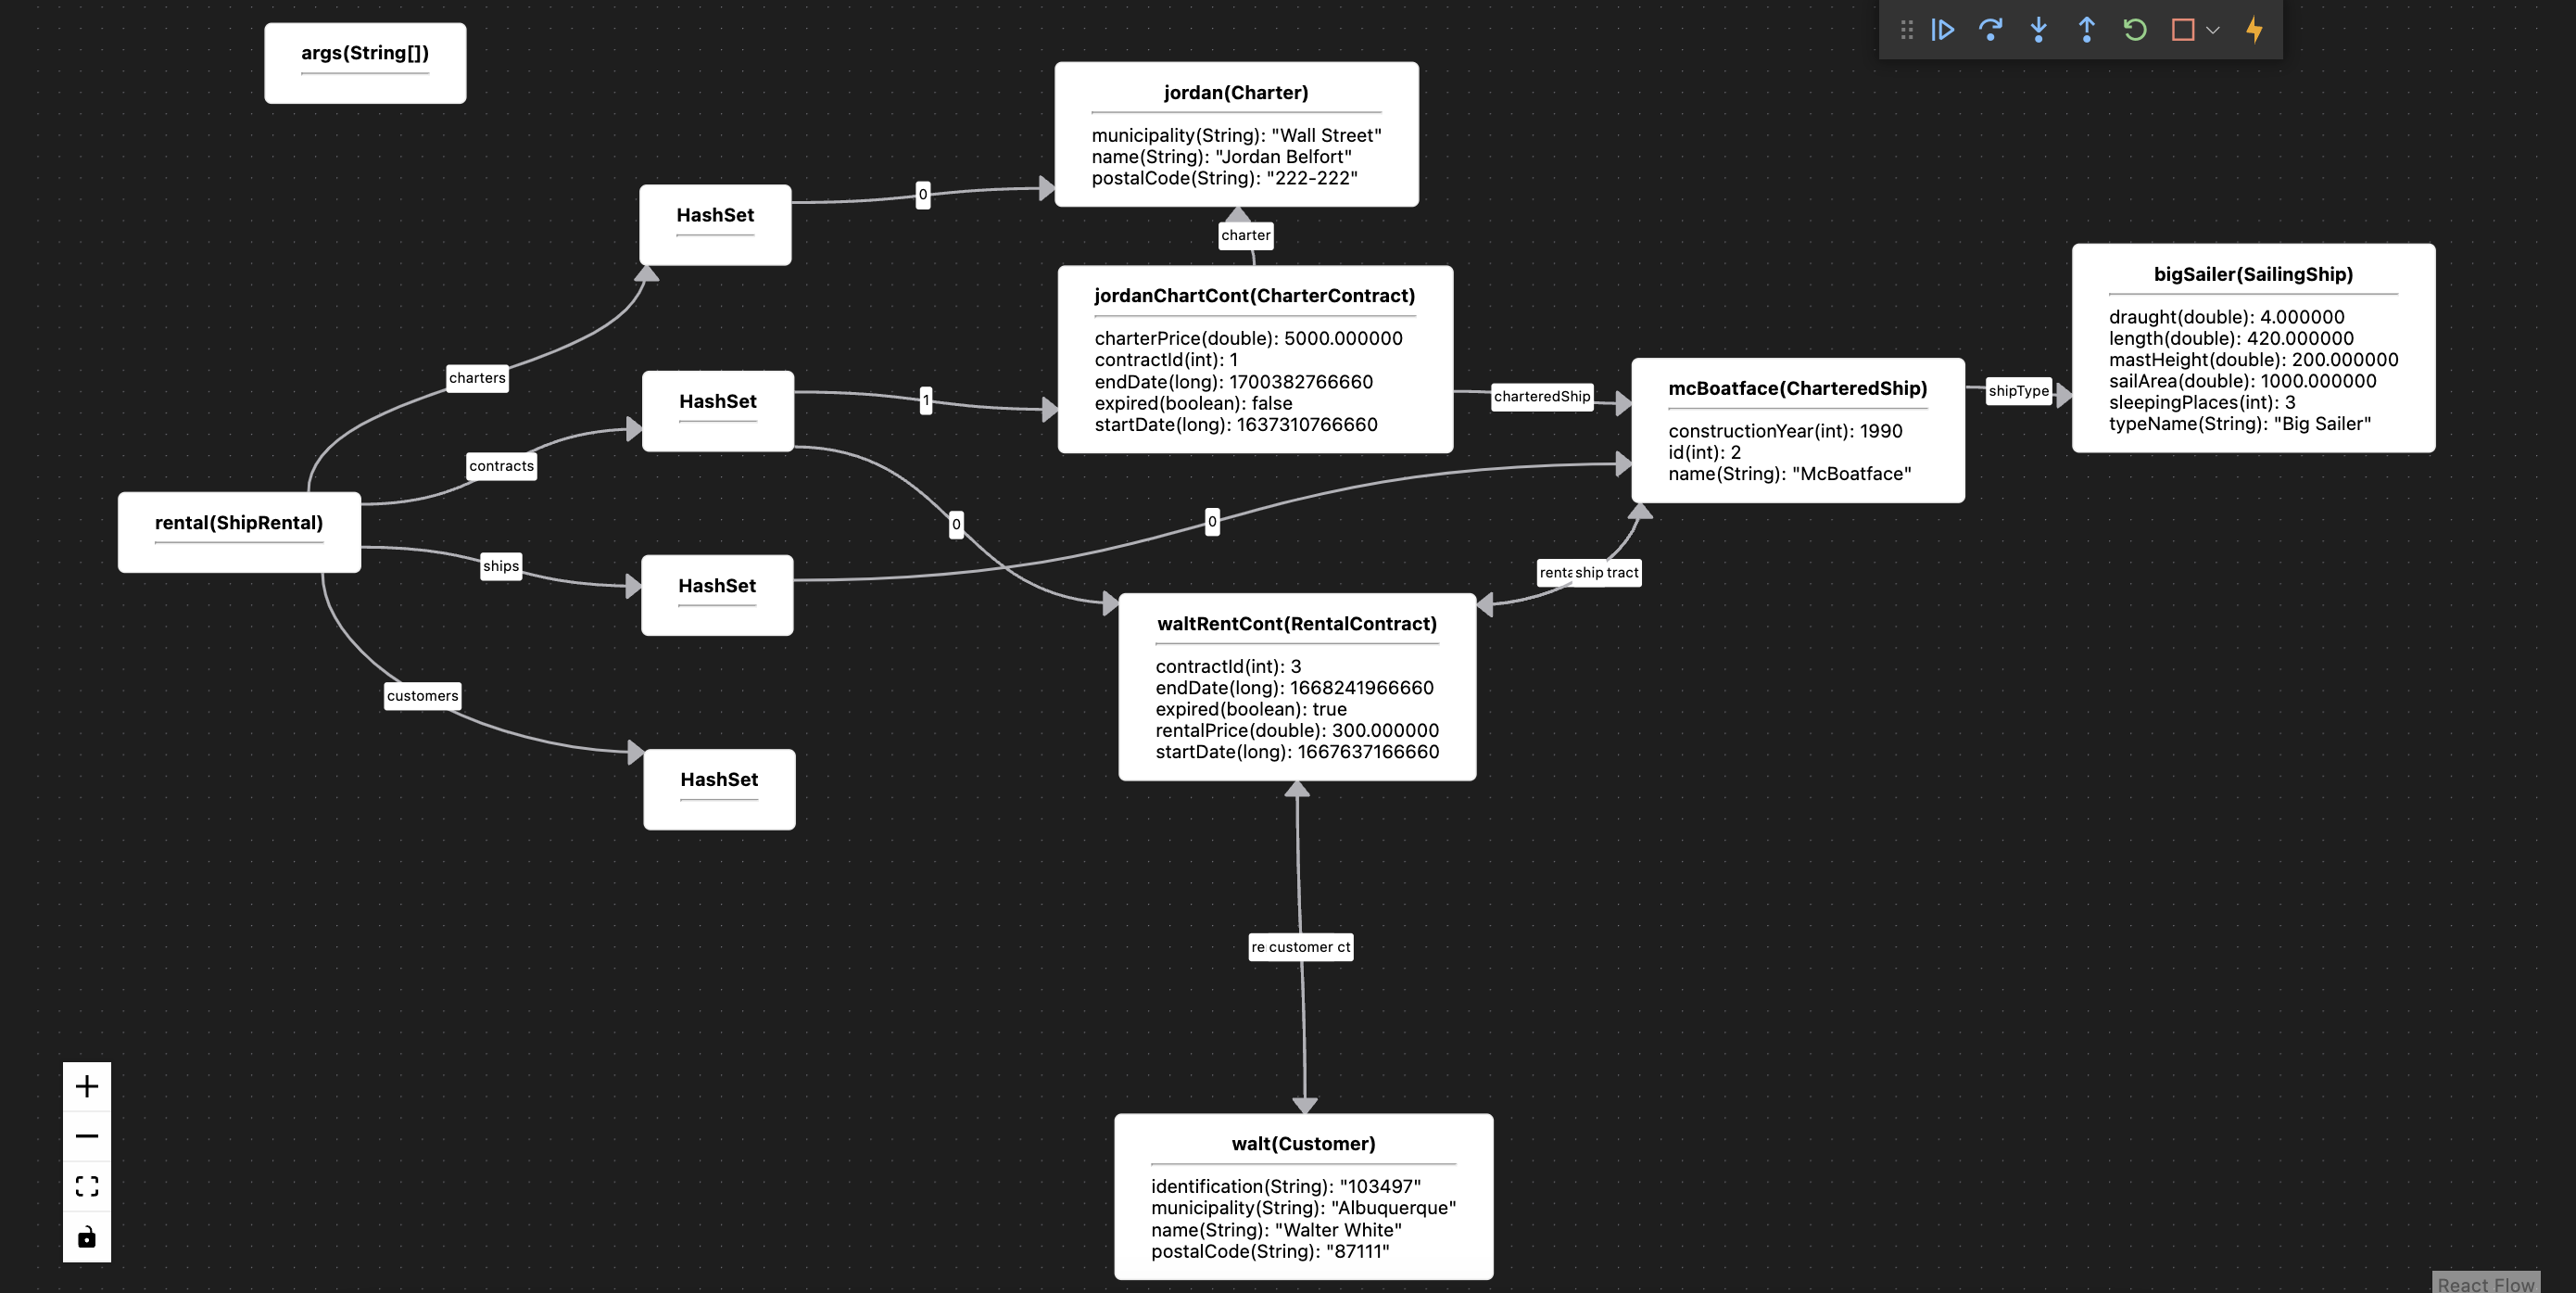 args(String[])
jordan(Charter)
municipality(String): "Wall Street"
name(String): "Jordan Belfort"
postalCode(String): "222-222"
HashSet
0
charter
jordanChartCont(CharterContract)
charterPrice(double): 5000.000000
contractId(int): 1
endDate(long): 1700382766660
expired(boolean): false
startDate(long): 1637310766660
bigSailer(SailingShip)
draught(double): 4.000000
length(double): 420.000000
mastHeight(double): 200.000000
sailArea(double): 1000.000000
sleepingPlaces(int): 3
typeName(String): "Big Sailer"
charters
HashSet
1
charteredShip
mcBoatface(CharteredShip)
constructionYear(int): 1990
id(int): 2
name(String): "McBoatface"
shipType
contracts
rental(ShipRental)
0
0
ships
HashSet
ship
waltRentCont(RentalContract)
contractId(int): 3
endDate(long): 1668241966660
expired(boolean): true
rentalPrice(double): 300.000000
startDate(long): 1667637166660
customers
HashSet
customer
walt(Customer)
identification(String): "103497"
municipality(String): "Albuquerque"
name(String): "Walter White"
postalCode(String): "87111"
React Flow